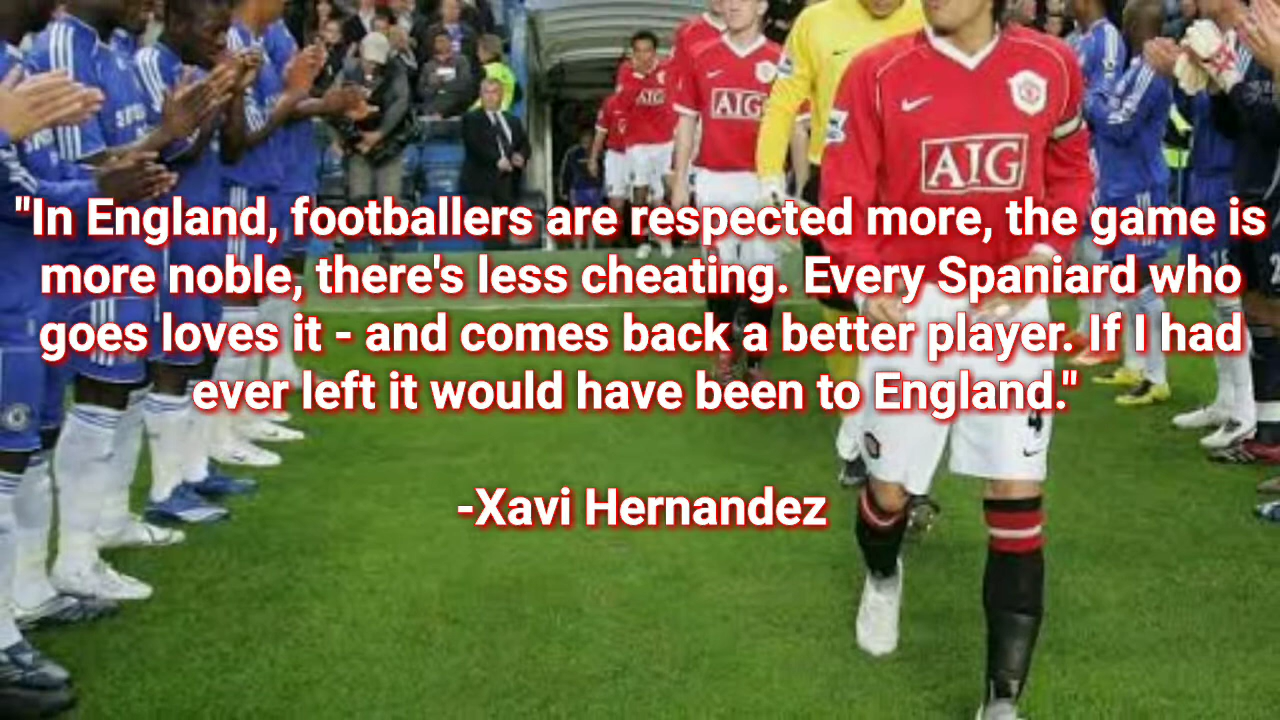 AIG
AIG
AIG
"In England, footballers are respected more, the game is
more noble, there's less cheating. Every Spaniard who
goes loves it - and comes back a better player. If I had
ever left it would have been to England."
-Xavi Hernandez